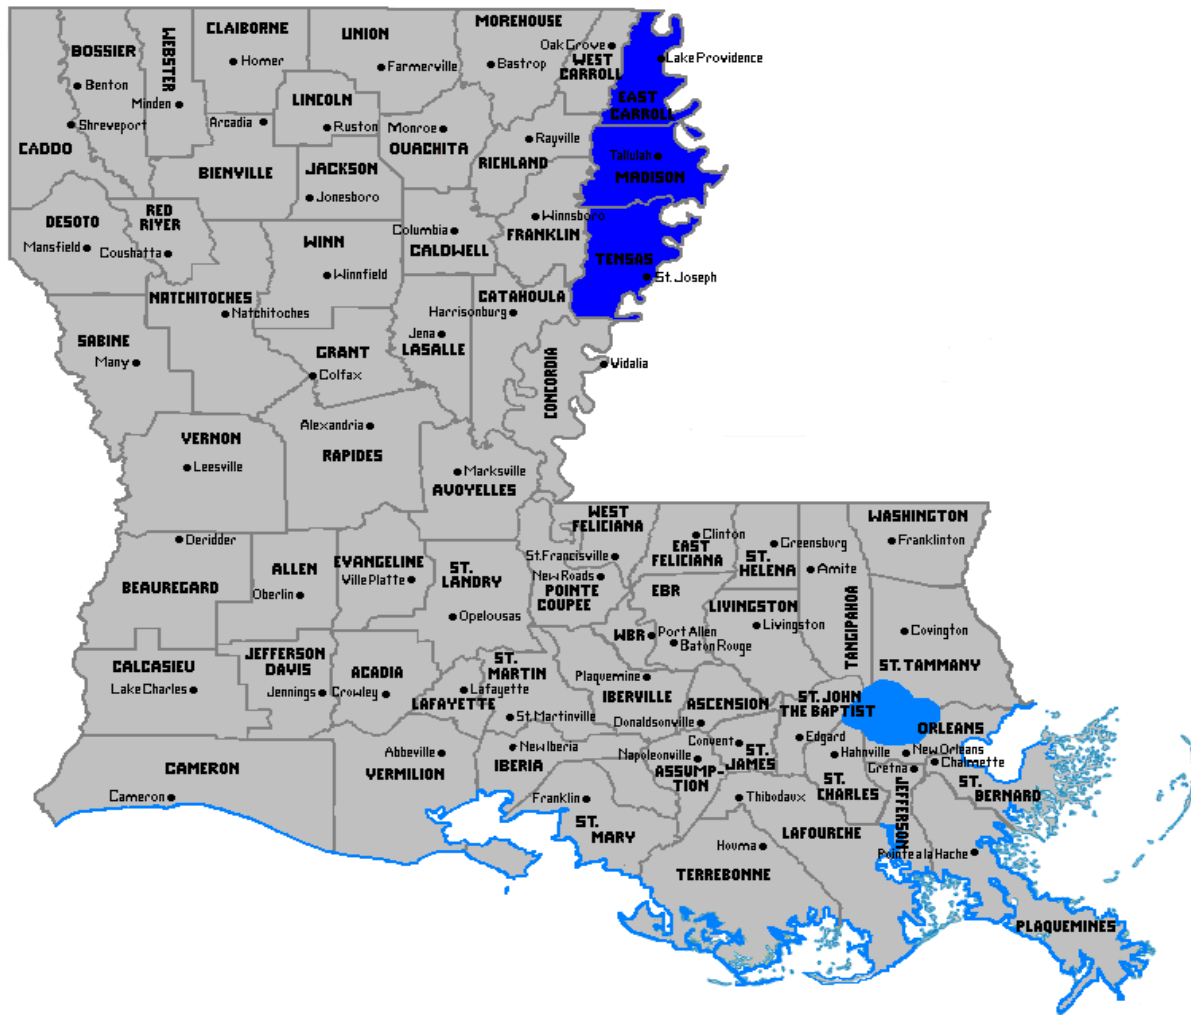 MOREHOUSE
CLAIBORNE
UNION
WEBSTER
BOSSIER
Oak Grove
WEST
CARROLL
Homer
Farmerville
Bastrop
Lake Providence
Benton
LINCOLN
EAST
CARROLL
Minden
Shreveport
Arcadia
Ruston
Monroe
OUACHITA
Rayville
CADDO
RICHLAND
Tallulah
MADISON
BIENVILLE
JACKSON
Jonesboro
RED
RIVER
DESOTO
Winnsboro
FRANKLIN
Columbia
CALDWELL
WINN
Mansfield
Coushatta
TENSAS
St. Joseph
Winnfield
NATCHITOCHES
Natchitoches
CATAHOULA
Harrisonburg
SABINE
Many
Jena
LASALLE
GRANT
Colfax
CONCORDIA
Vidalia
Alexandria
RAPIDES
VERNON
Leesville
Marksville
AVOYELLES
WEST
FELICIANA
WASHINGTON
Franklinton
Deridder
Clinton
EAST
FELICIANA
Greensburg
ST.
HELENA
St. Francisville
Amite
BEAUREGARD
ALLEN
Oberlin
EVANGELINE
Ville Platte
ST.
LANDRY
Opelousas
New Roads
POINTE
COUPEE
EBR
LIVINGSTON
Livingston
TANGIPAHOA
Covington
ST. TAMMANY
WBR
Port Allen
Baton Rouge
CALCASIEU
Lake Charles
JEFFERSON
DAVIS
Jennings
ACADIA
Crowley
ST.
MARTIN
Lafayette
LAFAYETTE
St. Martinville
Plaquemine
IBERVILLE
ASCENSION
Donaldsonville
ST. JOHN
THE BAPTIST
Edgard
ORLEANS
New Orleans
Chalmette
Hahnville
Gretna
Convent
ST.
JAMES
Napoleonville
ASSUMP-
TION
CAMERON
Cameron
Abbeville
VERMILION
New Iberia
IBERIA
Franklin
ST.
MARY
Thibodaux
ST.
CHARLES
JEFFERSON
ST.
BERNARD
LAFOURCHE
Houma
TERREBONNE
Pointe a la Hache
PLAQUEMINES